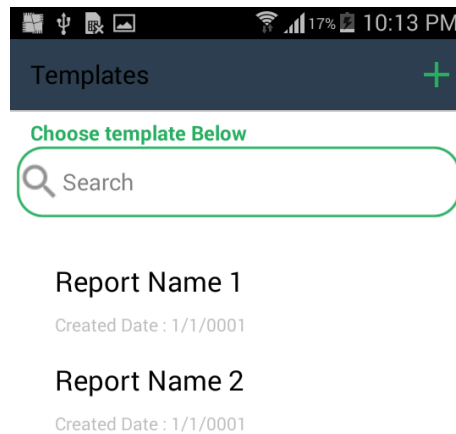 17% 10:13 PM
Templates
Choose template Below
Search
Report Name 1
Created Date : 1/1/0001
Report Name 2
Created Date : 1/1/0001